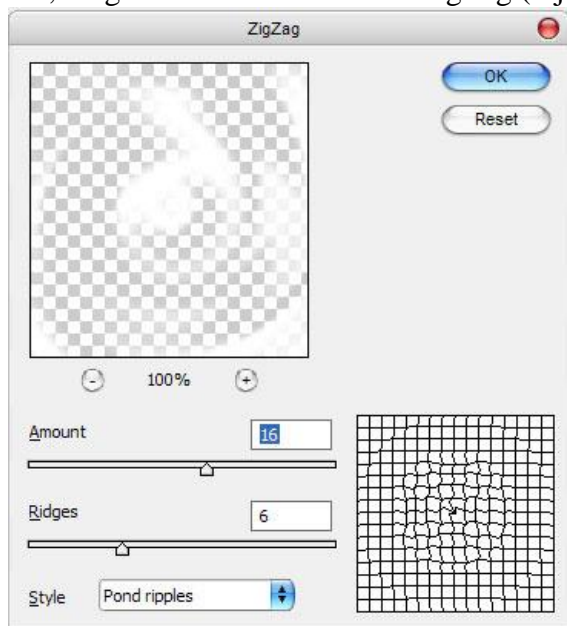 ZigZag
OK
Reset
- 100% +
Amount 16
Ridges 6
Style Pond ripples